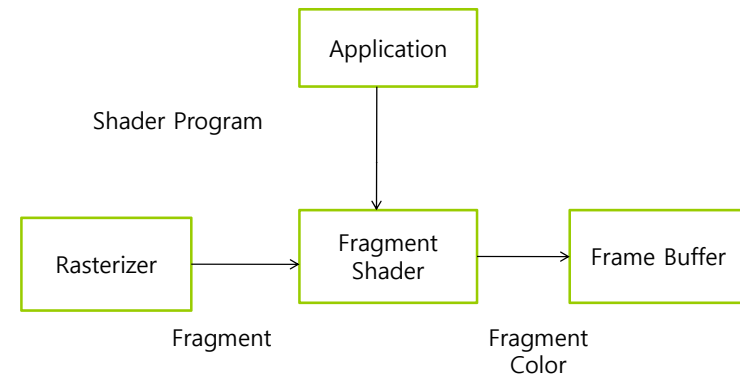 Application
Shader Program
Rasterizer
Fragment
Shader
Frame Buffer
Fragment
Fragment
Color